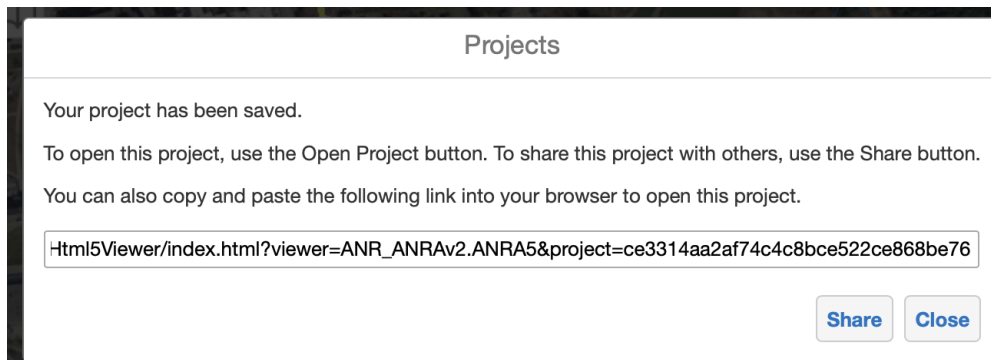 Projects
Your project has been saved.
To open this project, use the Open Project button. To share this project with others, use the Share button.
You can also copy and paste the following link into your browser to open this project.
Html5Viewer/index.html?viewer=ANR_ANRAv2.ANRA5&project=ce3314aa2af74c4c8bce522ce868be76
Share Close